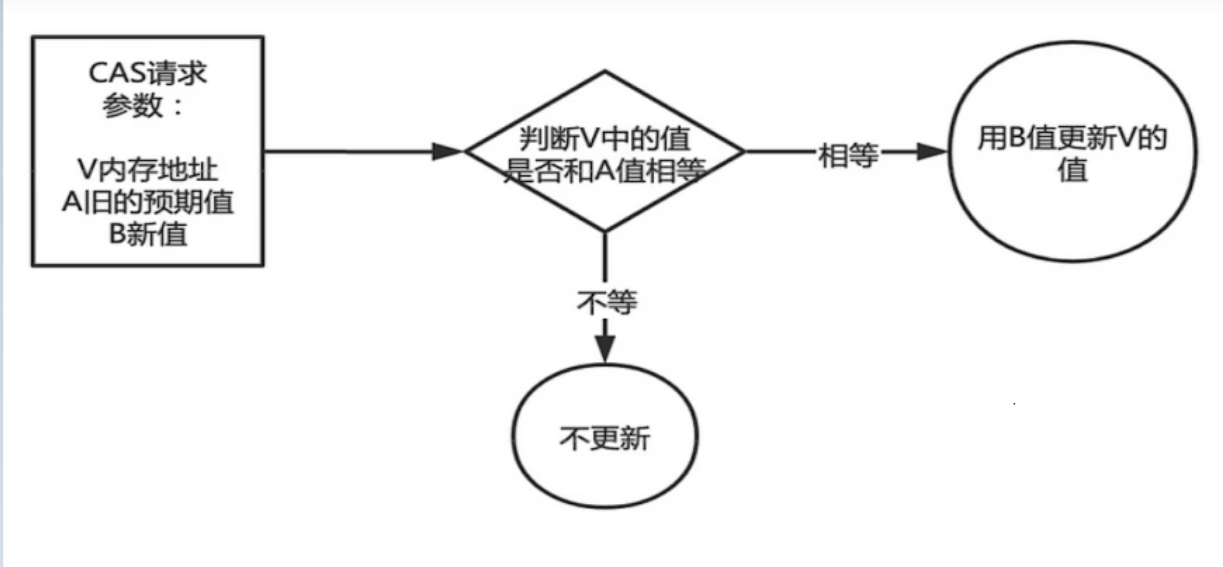 CAS请求
参数：
V内存地址
A旧的预期值
B新值
判断V中的值
是否和A值相等
相等
用B值更新V的
值
不等
不更新